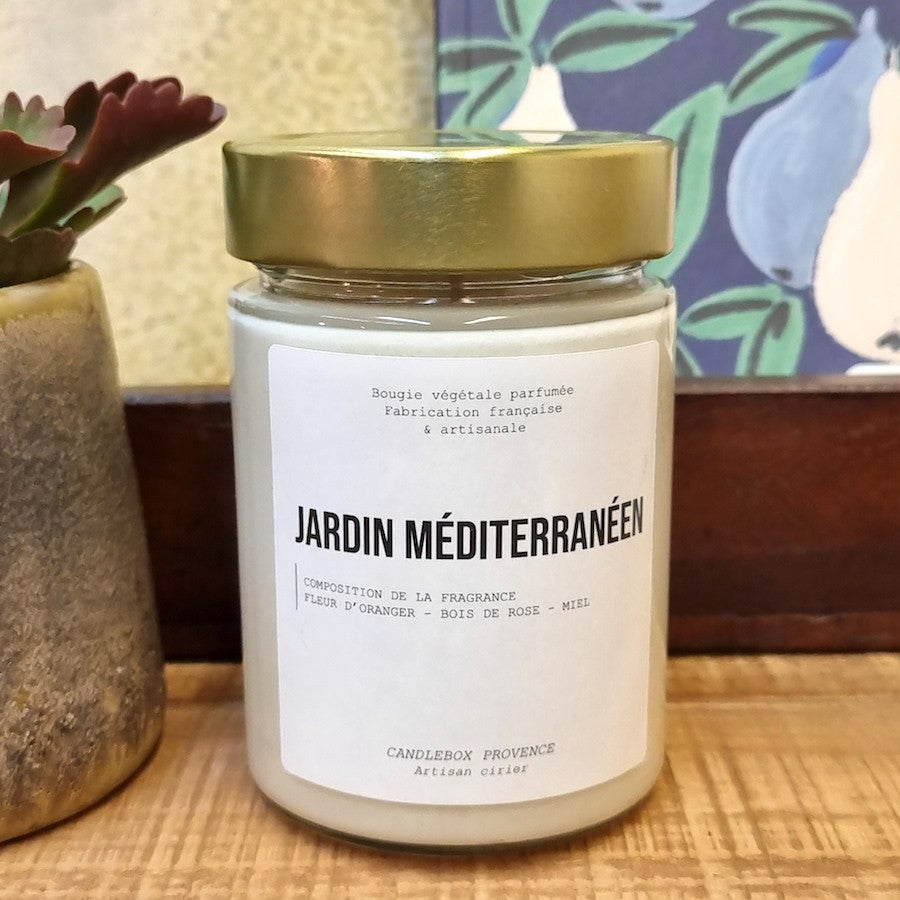 Bougie végétale parfumée
Fabrication française
& artisanale
JARDIN MÉDITERRANÉEN
COMPOSITION DE LA FRAGRANCE
FLEUR D'ORANGER - BOIS DE ROSE - MIEL
CANDLEBOX PROVENCE
Artisan cirier